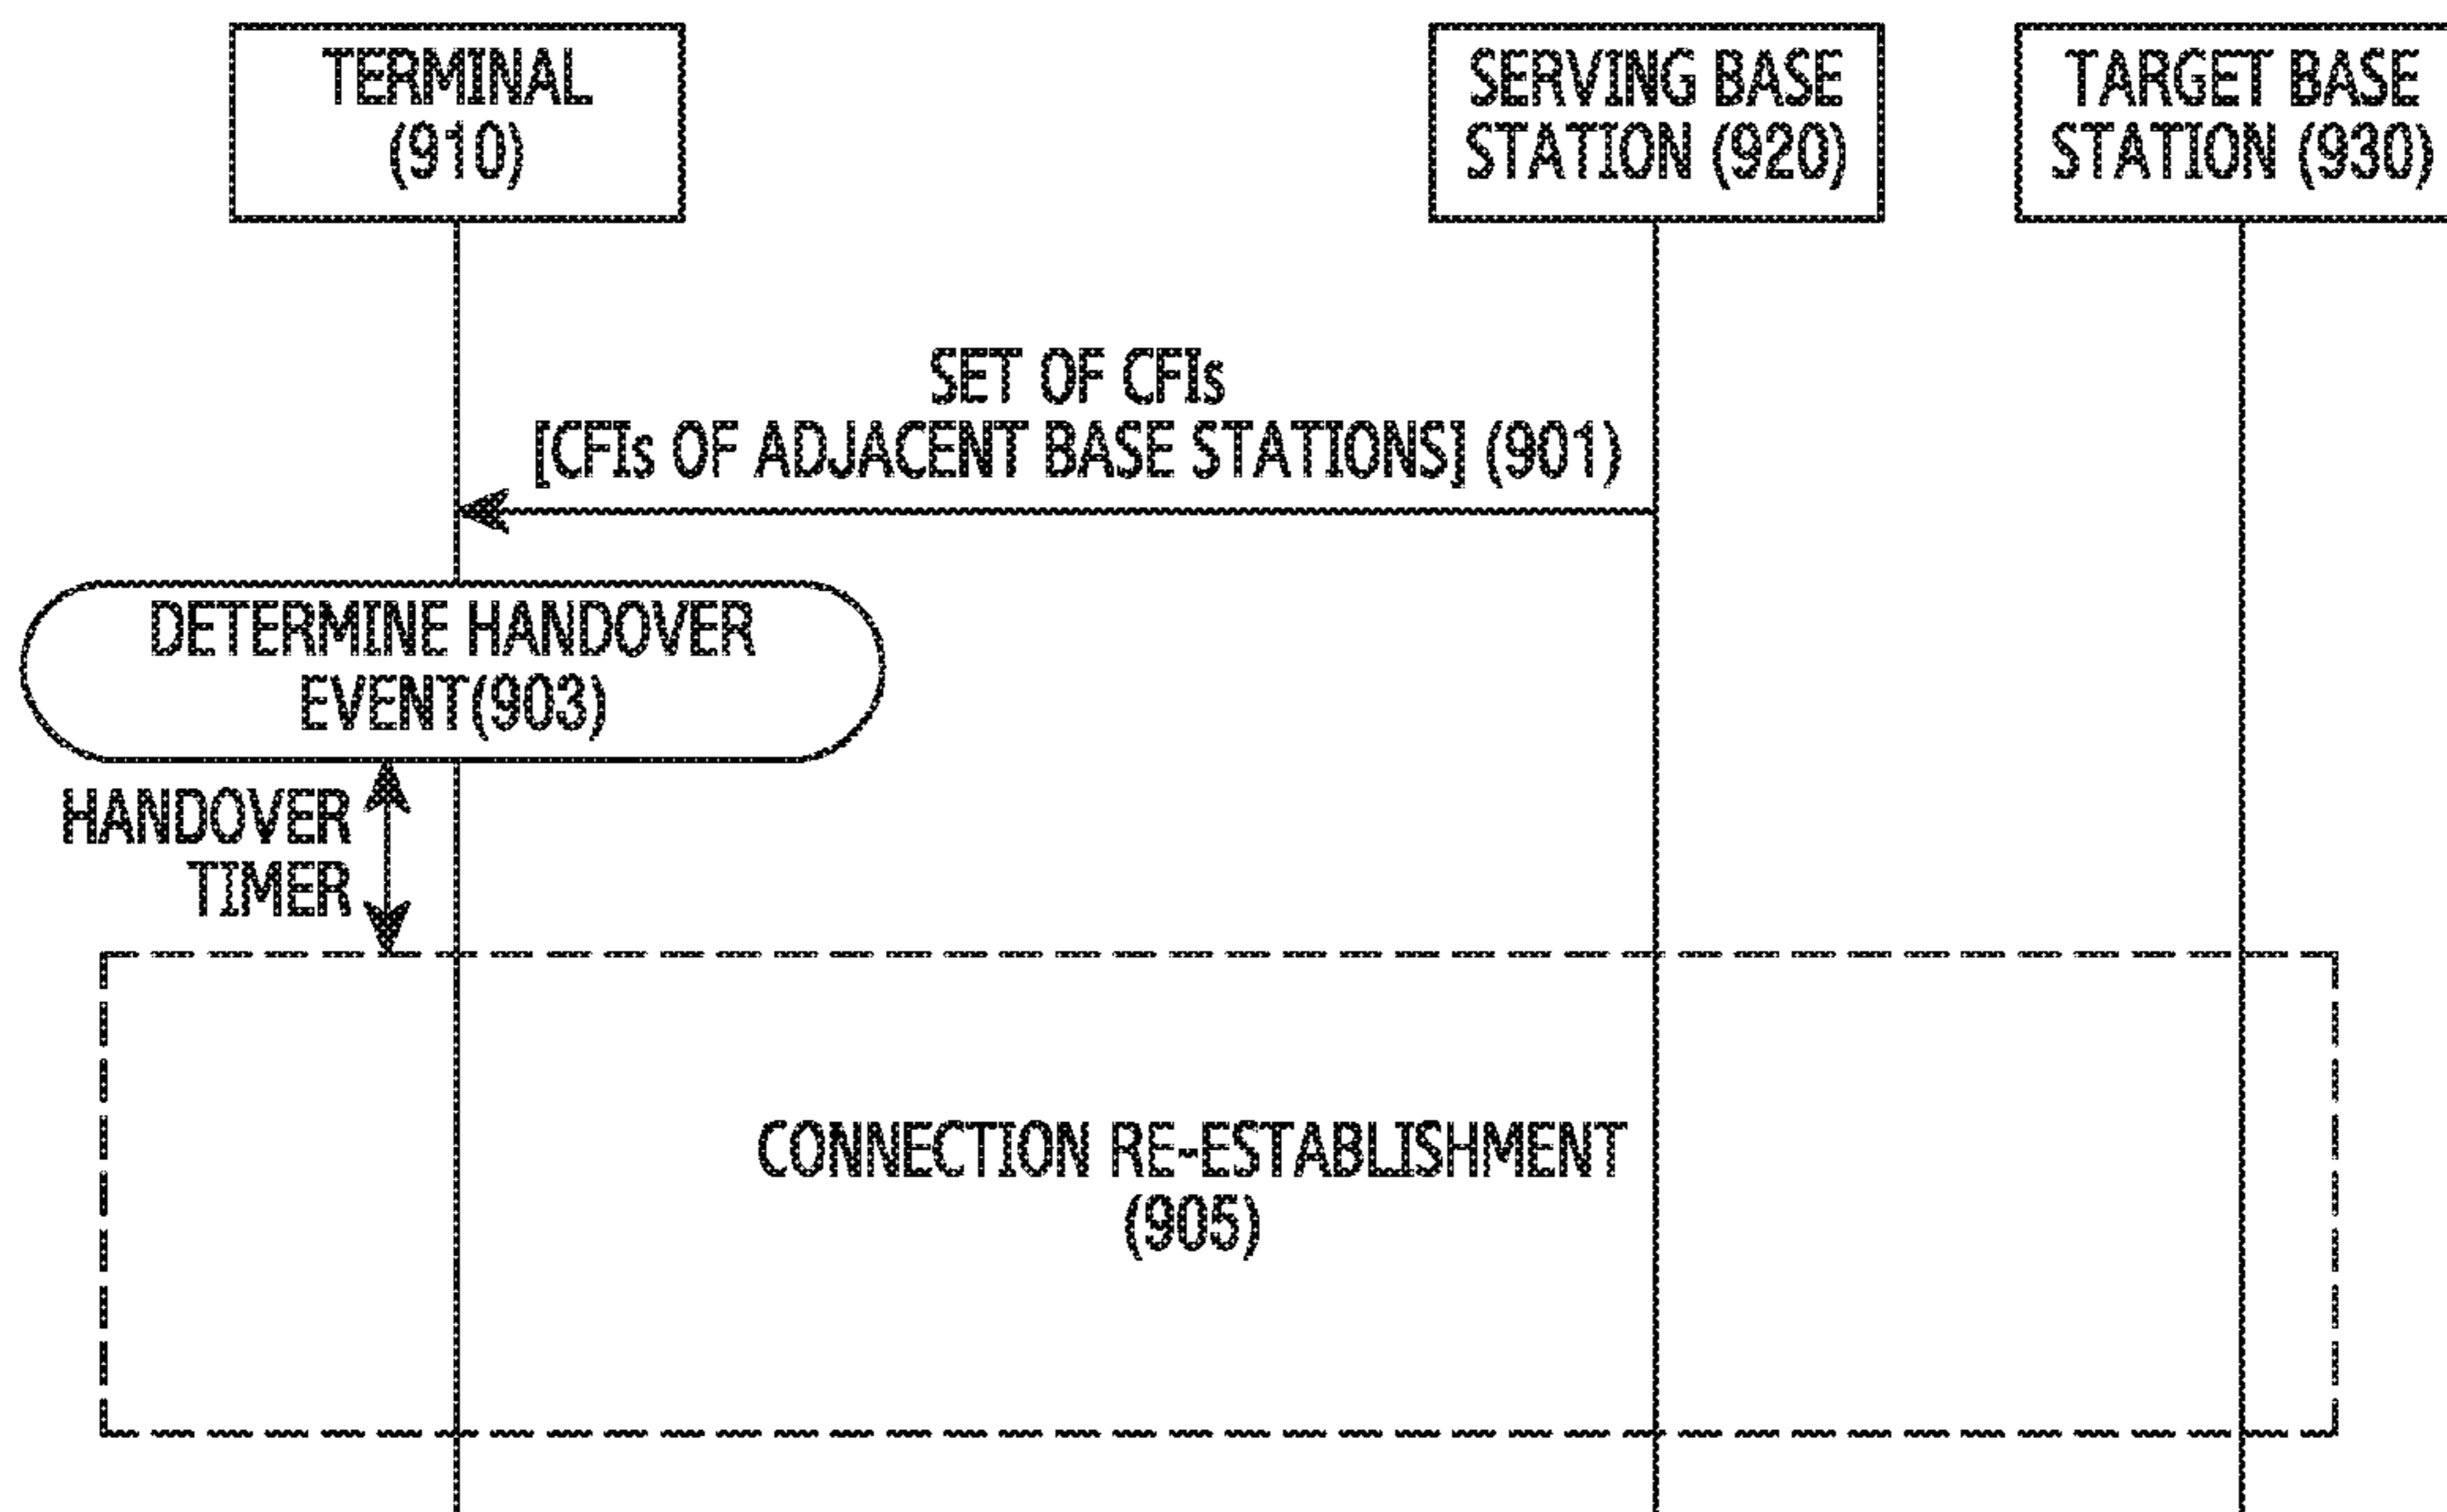 TERMINAL
(910)
SERVING BASE
STATION (920)
TARGET BASE
STATION (930)
SET OF CFIs
[CFIs OF ADJACENT BASE STATIONS] (901)
DETERMINE HANDOVER
EVENT(903)
HANDOVER
TIMER
CONNECTION RE-ESTABLISHMENT
(905)